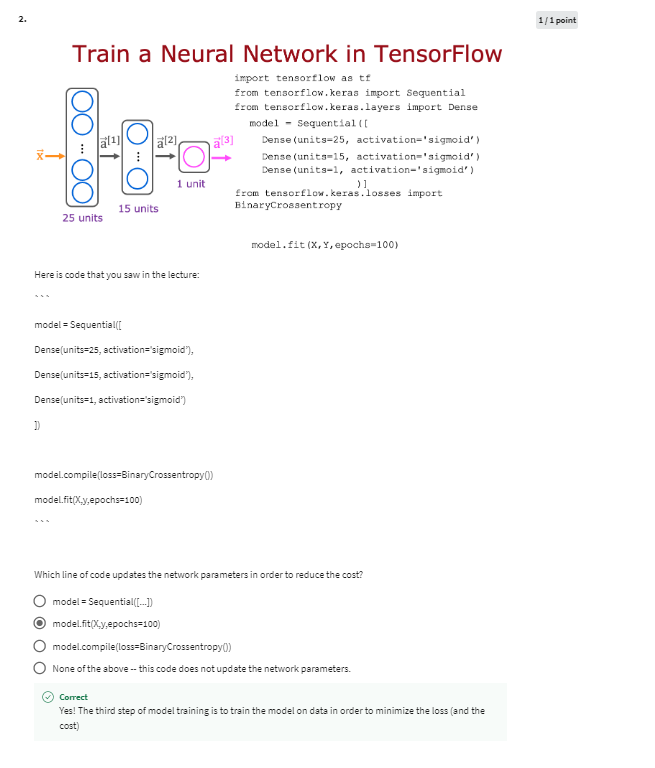 2.
1 / 1 point
Train a Neural Network in TensorFlow
import tensorflow as tf
from tensorflow.keras import Sequential
from tensorflow.keras.layers import Dense
model = Sequential([
Dense(units=25, activation='sigmoid')
Dense(units=15, activation='sigmoid')
Dense(units=1, activation='sigmoid')
)]
from tensorflow.keras.losses import
BinaryCrossentropy
model.fit(X,Y,epochs=100)
x⃗
a⃗[1]
a⃗[2]
a⃗[3]
1 unit
15 units
25 units
Here is code that you saw in the lecture:
```
model = Sequential([
Dense(units=25, activation='sigmoid'),
Dense(units=15, activation='sigmoid'),
Dense(units=1, activation='sigmoid')
])
model.compile(loss=BinaryCrossentropy())
model.fit(X,y,epochs=100)
```
Which line of code updates the network parameters in order to reduce the cost?
model = Sequential([...])
model.fit(X,y,epochs=100)
model.compile(loss=BinaryCrossentropy())
None of the above -- this code does not update the network parameters.
Correct
Yes! The third step of model training is to train the model on data in order to minimize the loss (and the
cost)